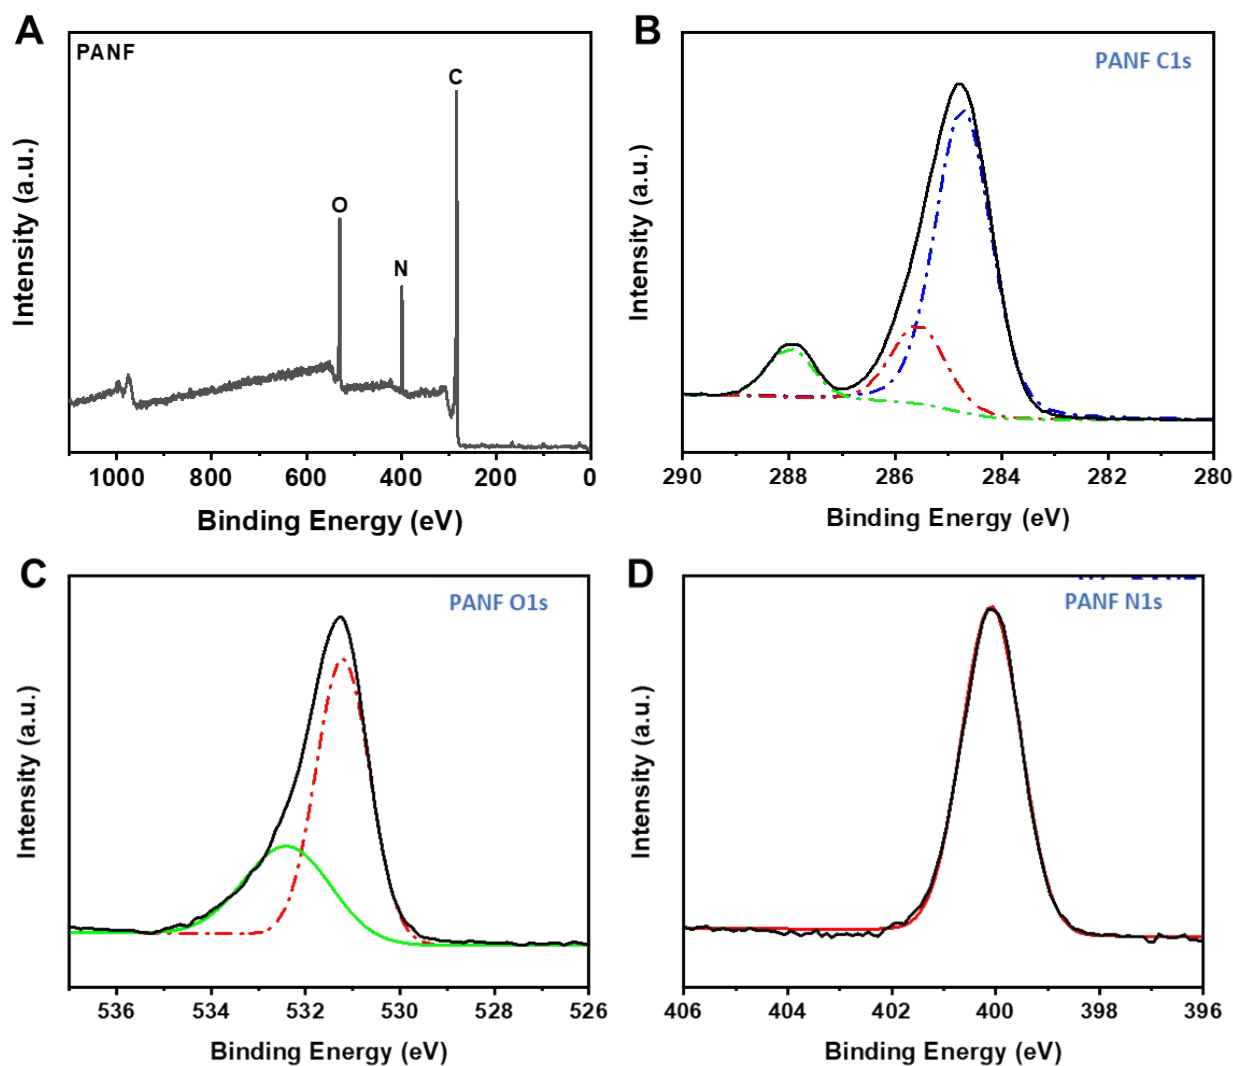 A
PANF
C
O
N
Intensity (a.u.)
1000 800 600 400 200 0
Binding Energy (eV)
B
PANF C1s
Intensity (a.u.)
290 288 286 284 282 280
Binding Energy (eV)
C
PANF O1s
Intensity (a.u.)
536 534 532 530 528 526
Binding Energy (eV)
D
PANF N1s
Intensity (a.u.)
406 404 402 400 398 396
Binding Energy (eV)